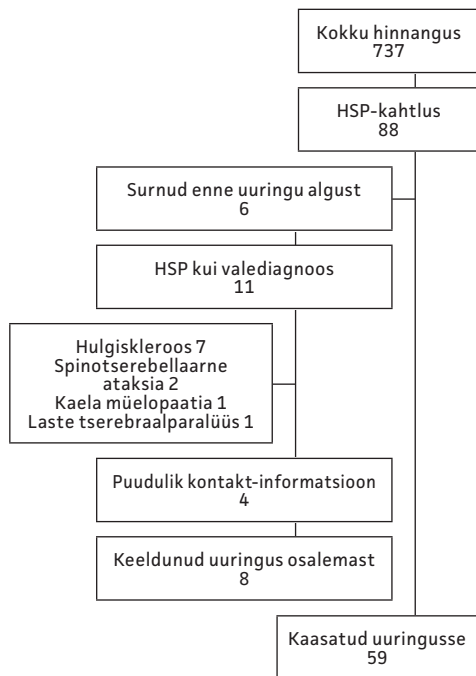 Kokku hinnangus
737
HSP-kahtlus
88
Surnud enne uuringu algust
6
HSP kui valediagnoos
11
Hulgiskleroos 7
Spinotserebellaarne
ataksia 2
Kaela müelopaatia 1
Laste tserebraalparalüüs 1
Puudulik kontakt-informatsioon
4
Keeldunud uuringus osalemast
8
Kaasatud uuringusse
59